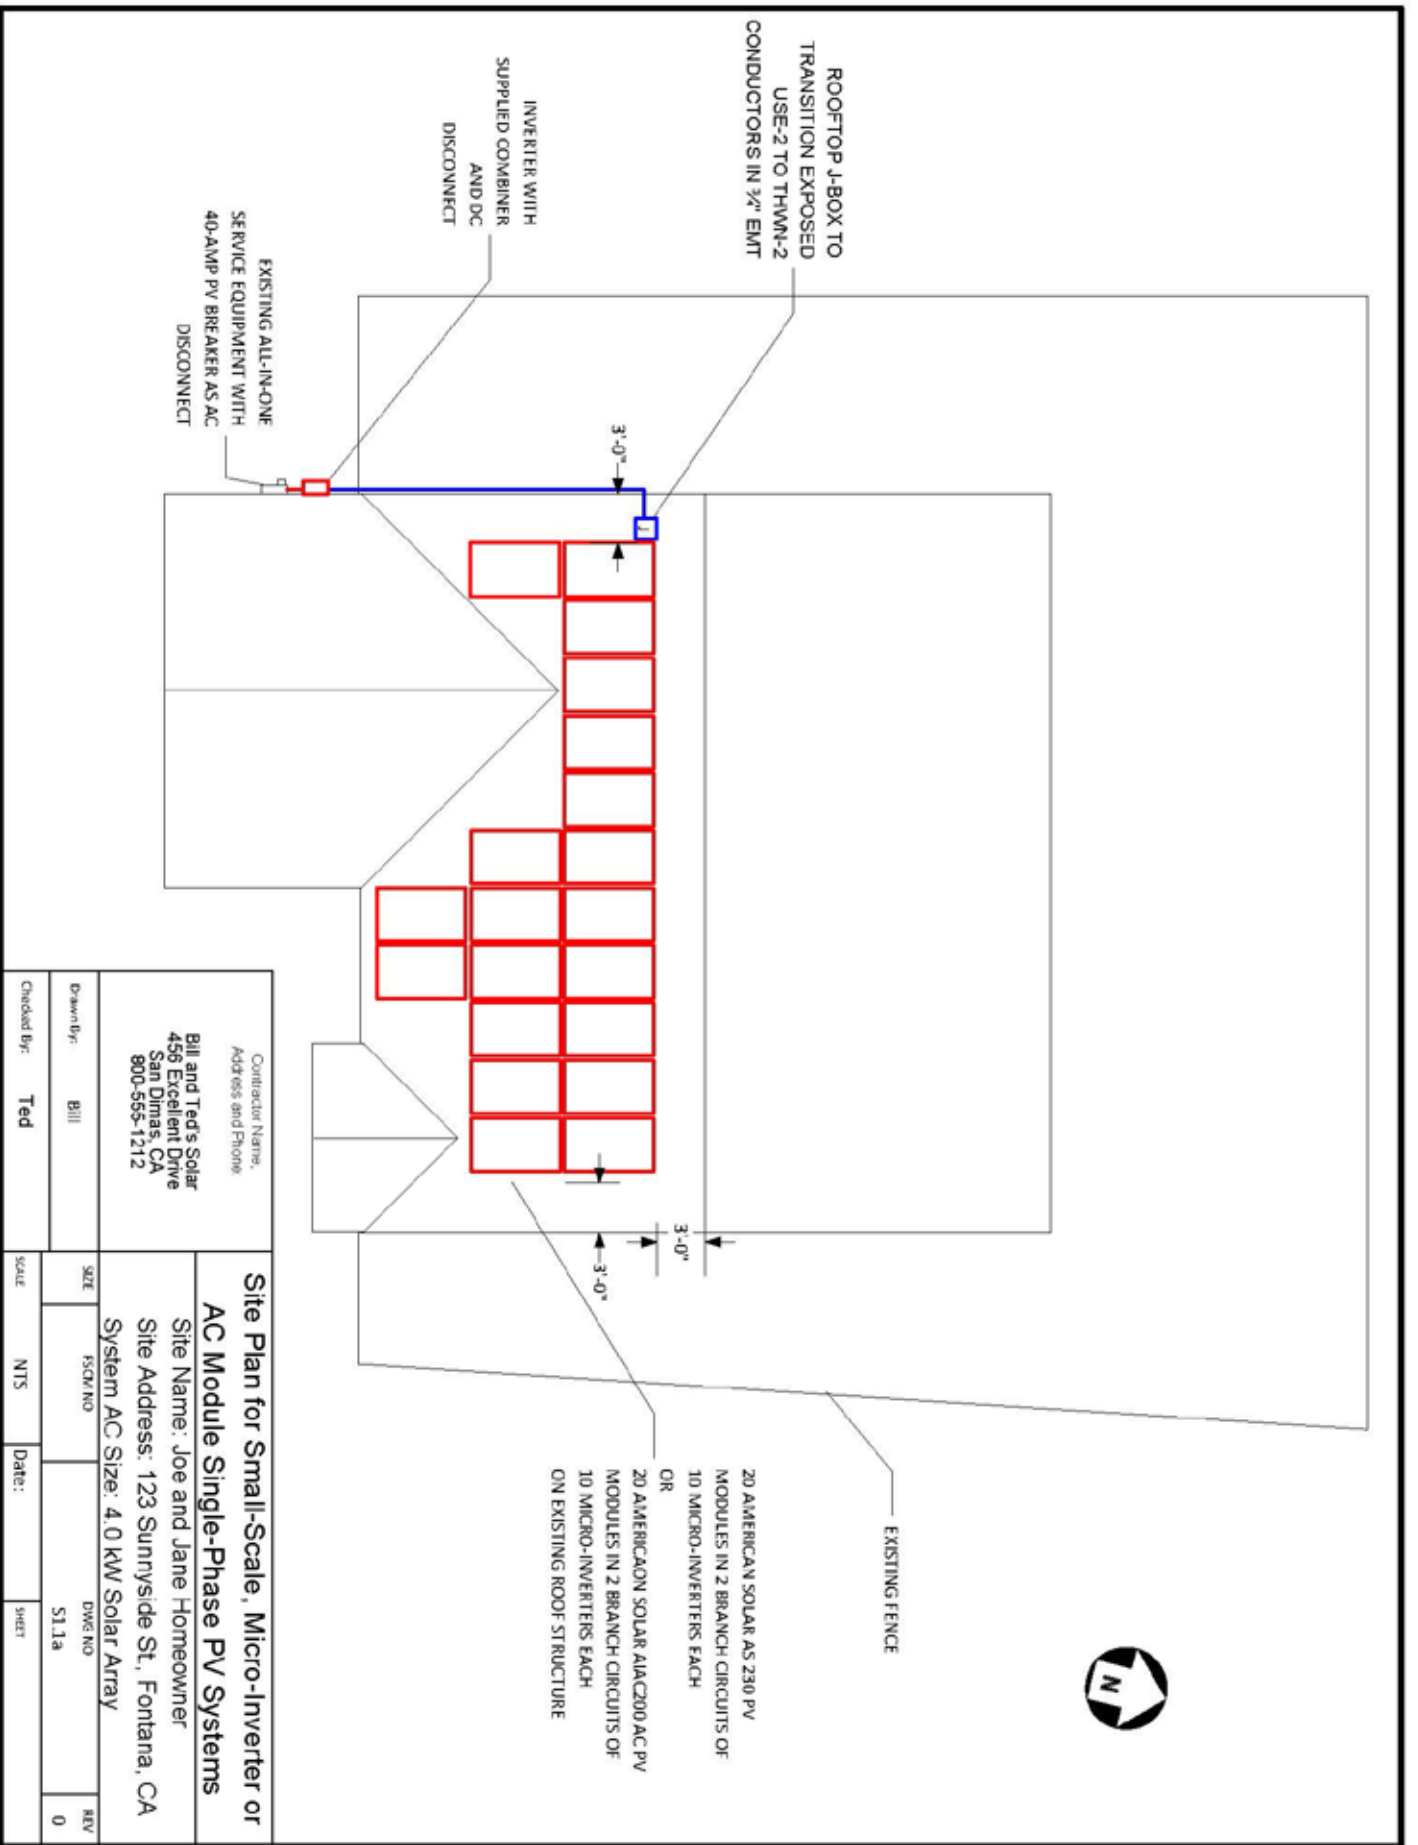 ROOFTOP J-BOX TO
TRANSITION EXPOSED
USE-2 TO THWN-2
CONDUCTORS IN ¾" EMT
INVERTER WITH
SUPPLIED COMBINER
AND DC
DISCONNECT
EXISTING ALL-IN-ONE
SERVICE EQUIPMENT WITH
40-AMP PV BREAKER AS AC
DISCONNECT
3'-0"
J
3'-0"
3'-0"
EXISTING FENCE
20 AMERICAN SOLAR AS 230 PV
MODULES IN 2 BRANCH CIRCUITS OF
10 MICRO-INVERTERS EACH
OR
20 AMERICAON SOLAR AIAC200 AC PV
MODULES IN 2 BRANCH CIRCUITS OF
10 MICRO-INVERTERS EACH
ON EXISTING ROOF STRUCTURE
N
Contractor Name,
Address and Phone:
Bill and Ted's Solar
456 Excellent Drive
San Dimas, CA
800-555-1212
Drawn By: Bill
Checked By: Ted
Site Plan for Small-Scale, Micro-Inverter or
AC Module Single-Phase PV Systems
Site Name: Joe and Jane Homeowner
Site Address: 123 Sunnyside St., Fontana, CA
System AC Size: 4.0 kW Solar Array
SIZE
FSCM NO
DWG NO
S1.1a
REV
0
SCALE
NTS
Date:
SHEET